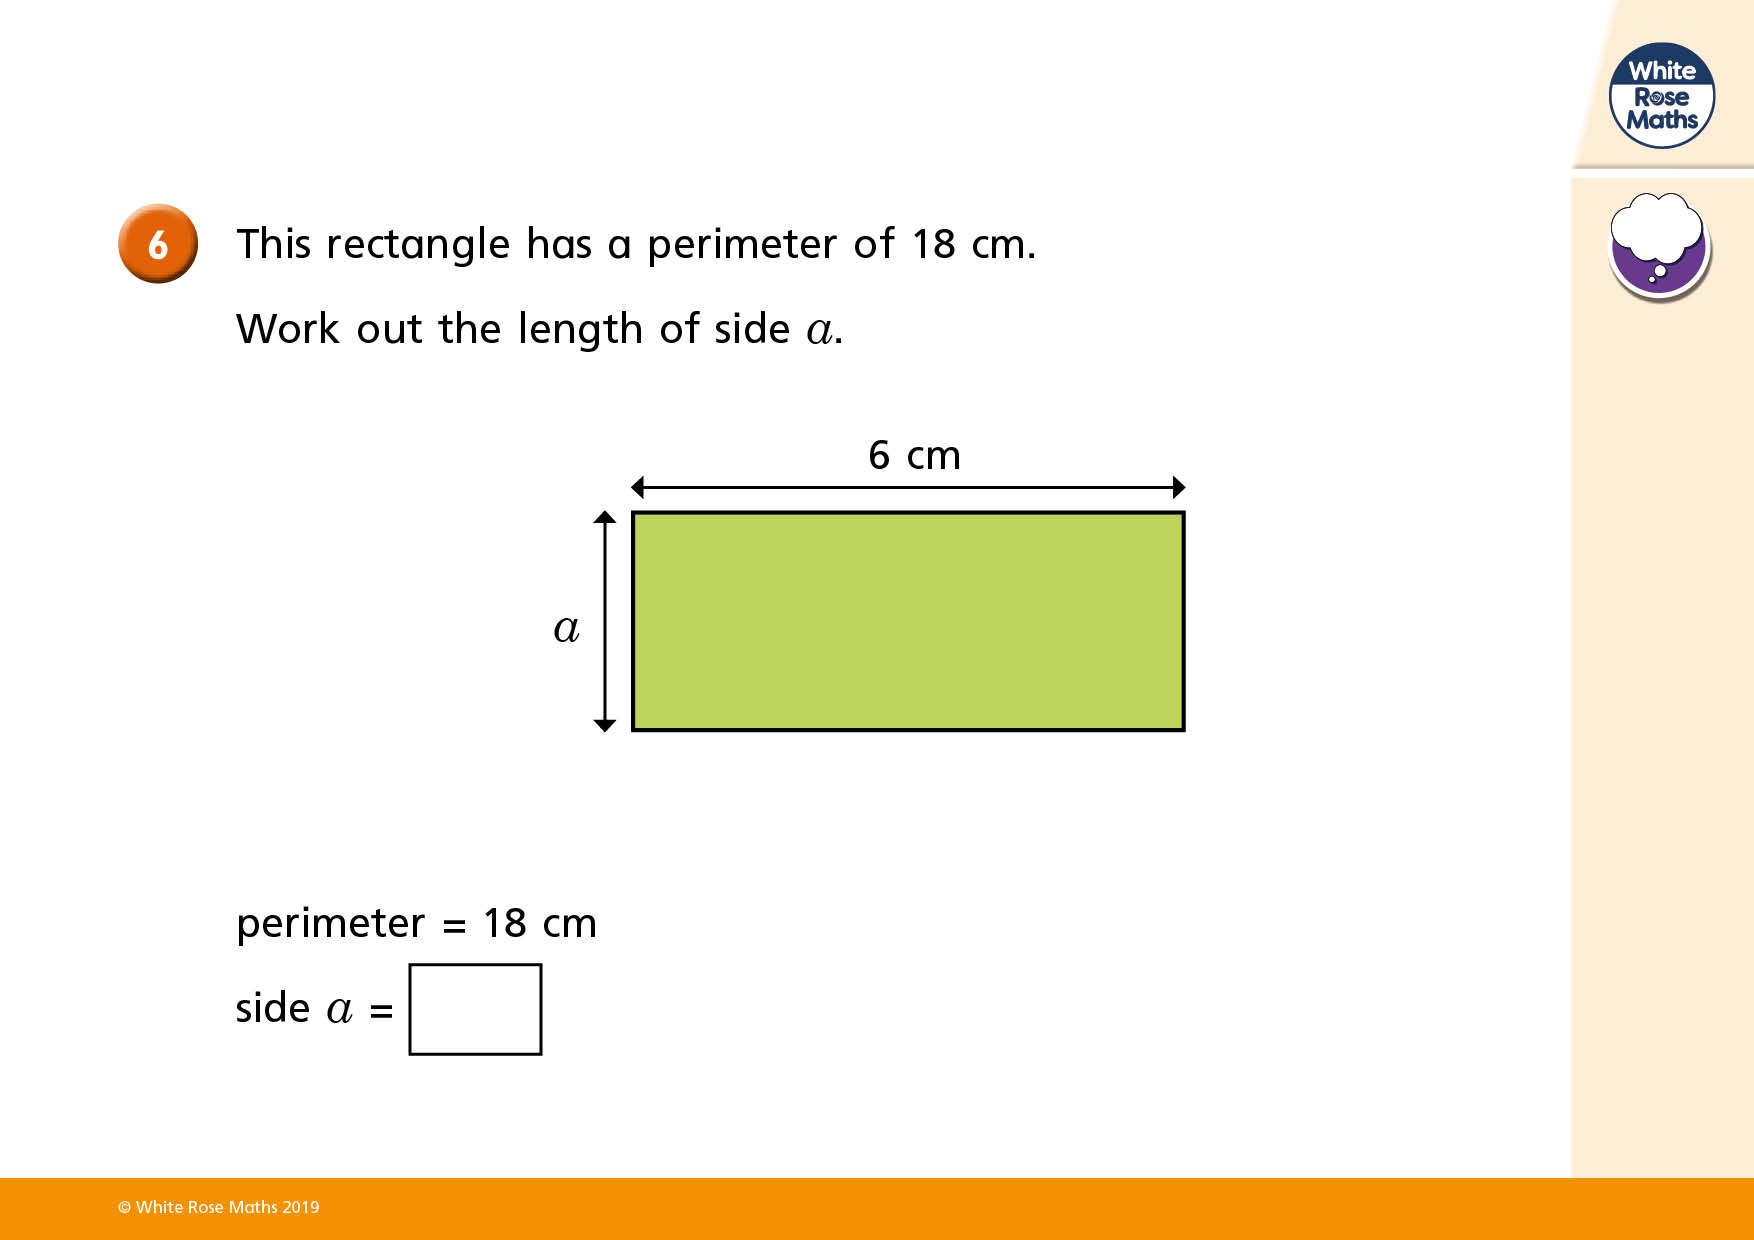 White
Rose
Maths
6 This rectangle has a perimeter of 18 cm.
Work out the length of side a.
6 cm
a
perimeter = 18 cm
side a =
© White Rose Maths 2019